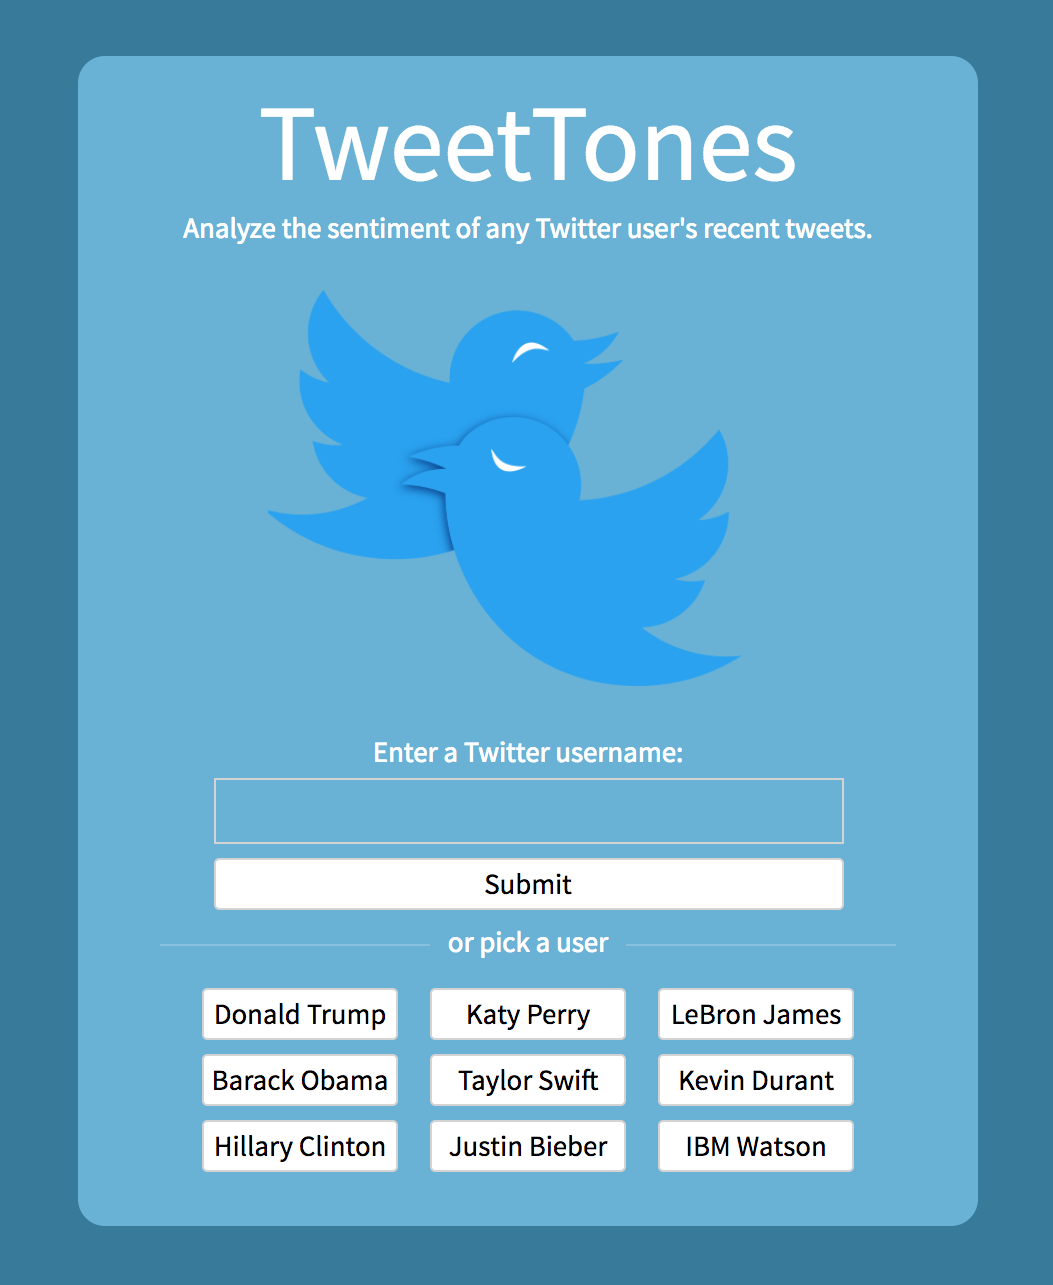 TweetTones
Analyze the sentiment of any Twitter user's recent tweets.
Enter a Twitter username:
Submit
or pick a user
Donald Trump Katy Perry LeBron James
Barack Obama Taylor Swift Kevin Durant
Hillary Clinton Justin Bieber IBM Watson